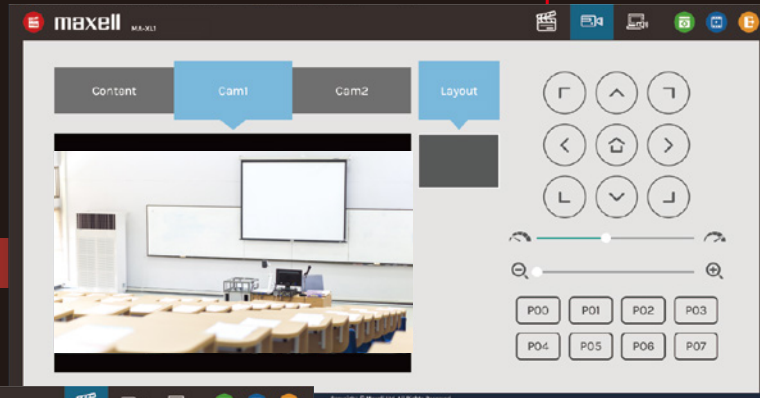 maxell MA-XL1
Content Cam1 Cam2 Layout
P00 P01 P02 P03
P04 P05 P06 P07